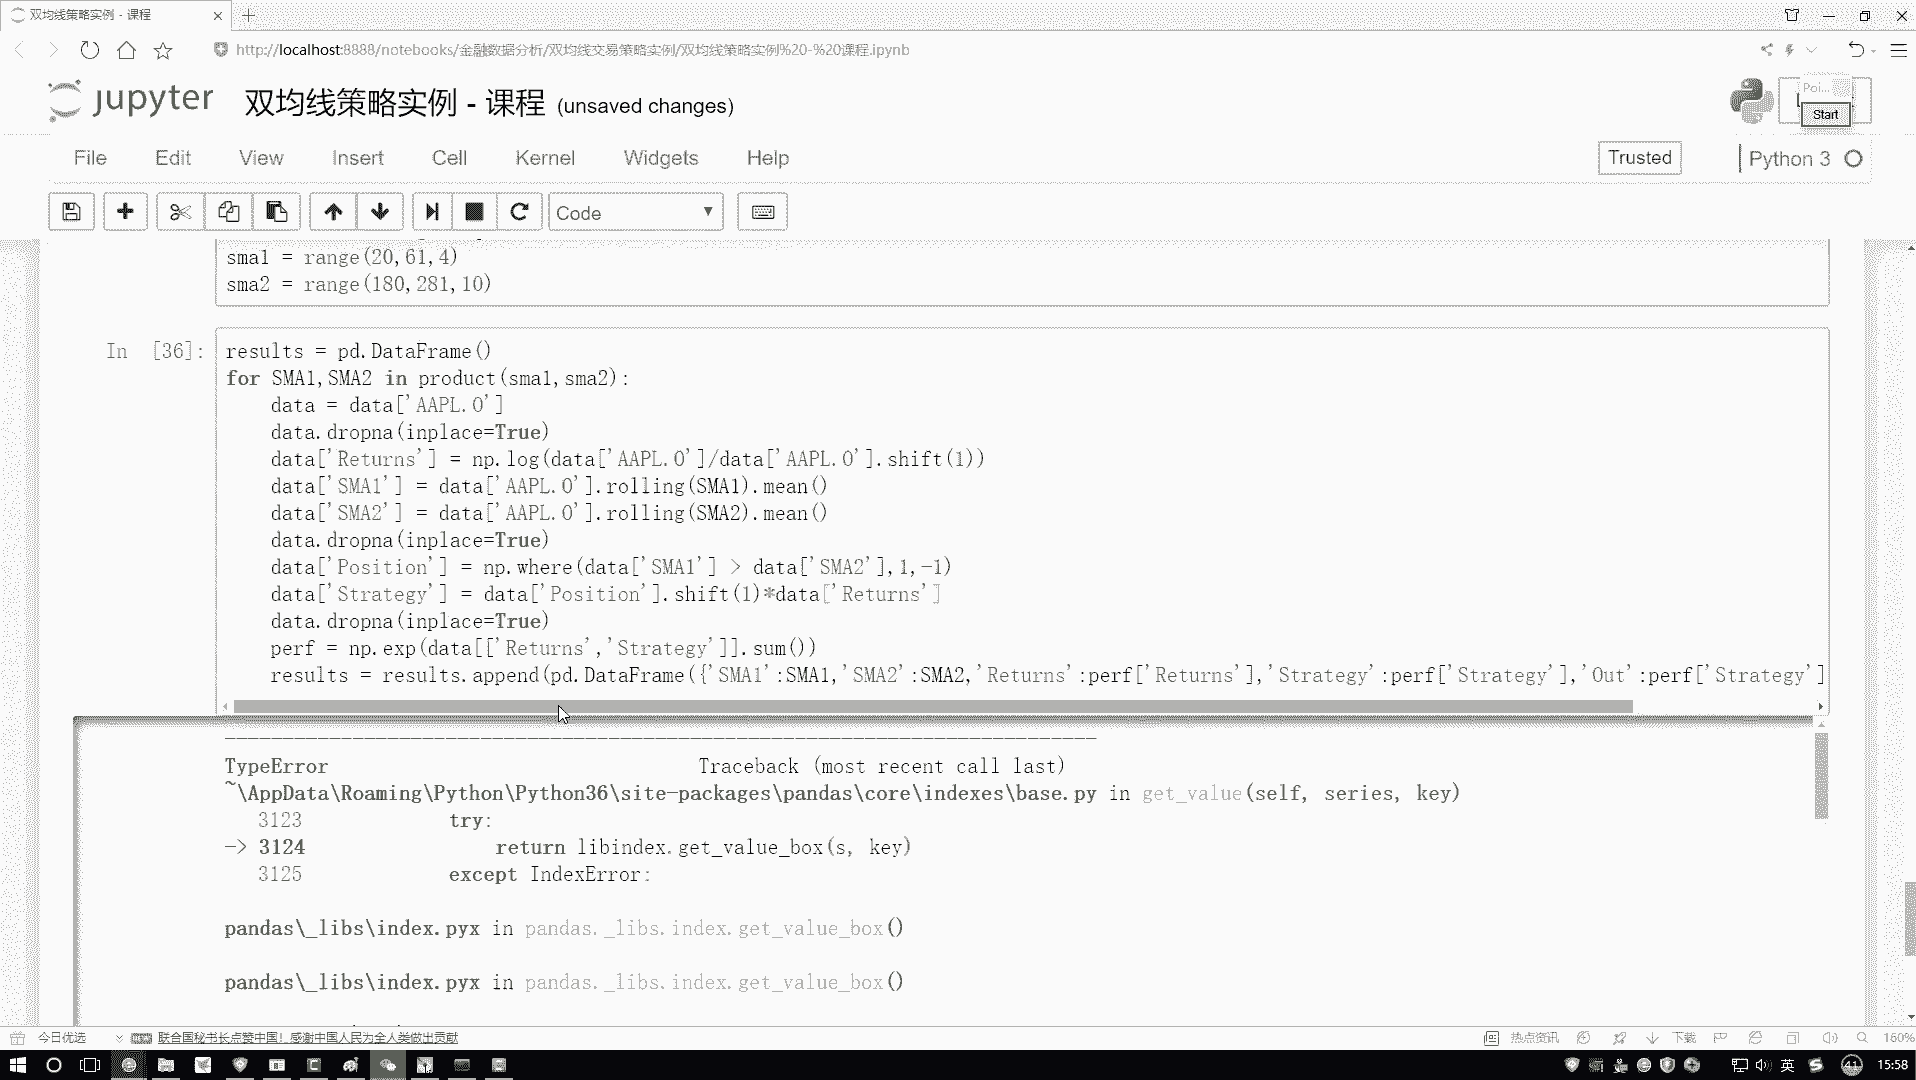 双均线策略实例 - 课程
http://localhost:8888/notebooks/金融数据分析/双均线交易策略实例/双均线策略实例%20-%20课程.ipynb
jupyter 双均线策略实例 - 课程 (unsaved changes)
Poi...
Start
File Edit View Insert Cell Kernel Widgets Help
Trusted
Python 3
Code
sma1 = range(20,61,4)
sma2 = range(180,281,10)
In [36]:
results = pd.DataFrame()
for SMA1,SMA2 in product(sma1,sma2):
data = data['AAPL.O']
data.dropna(inplace=True)
data['Returns'] = np.log(data['AAPL.O']/data['AAPL.O'].shift(1))
data['SMA1'] = data['AAPL.O'].rolling(SMA1).mean()
data['SMA2'] = data['AAPL.O'].rolling(SMA2).mean()
data.dropna(inplace=True)
data['Position'] = np.where(data['SMA1'] > data['SMA2'],1,-1)
data['Strategy'] = data['Position'].shift(1)*data['Returns']
data.dropna(inplace=True)
perf = np.exp(data[['Returns','Strategy']].sum())
results = results.append(pd.DataFrame({'SMA1':SMA1,'SMA2':SMA2,'Returns':perf['Returns'],'Strategy':perf['Strategy'],'Out':perf['Strategy']
---------------------------------------------------------------------------
TypeError Traceback (most recent call last)
~\AppData\Roaming\Python\Python36\site-packages\pandas\core\indexes\base.py in get_value(self, series, key)
3123 try:
-> 3124 return libindex.get_value_box(s, key)
3125 except IndexError:
pandas\_libs\index.pyx in pandas._libs.index.get_value_box()
pandas\_libs\index.pyx in pandas._libs.index.get_value_box()
今日优选
联合国秘书长点赞中国！感谢中国人民为全人类做出贡献
热点资讯
下载
160%
英
41
15:58